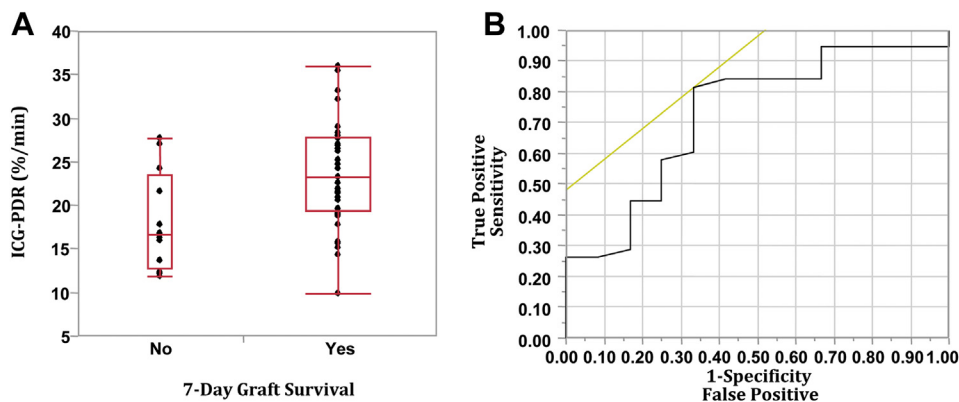 A
ICG-PDR (%/min)
40
35
30
25
20
15
10
5
No
Yes
7-Day Graft Survival
B
True Positive
Sensitivity
1.00
0.90
0.80
0.70
0.60
0.50
0.40
0.30
0.20
0.10
0.00
0.00 0.10 0.20 0.30 0.40 0.50 0.60 0.70 0.80 0.90 1.00
1-Specificity
False Positive